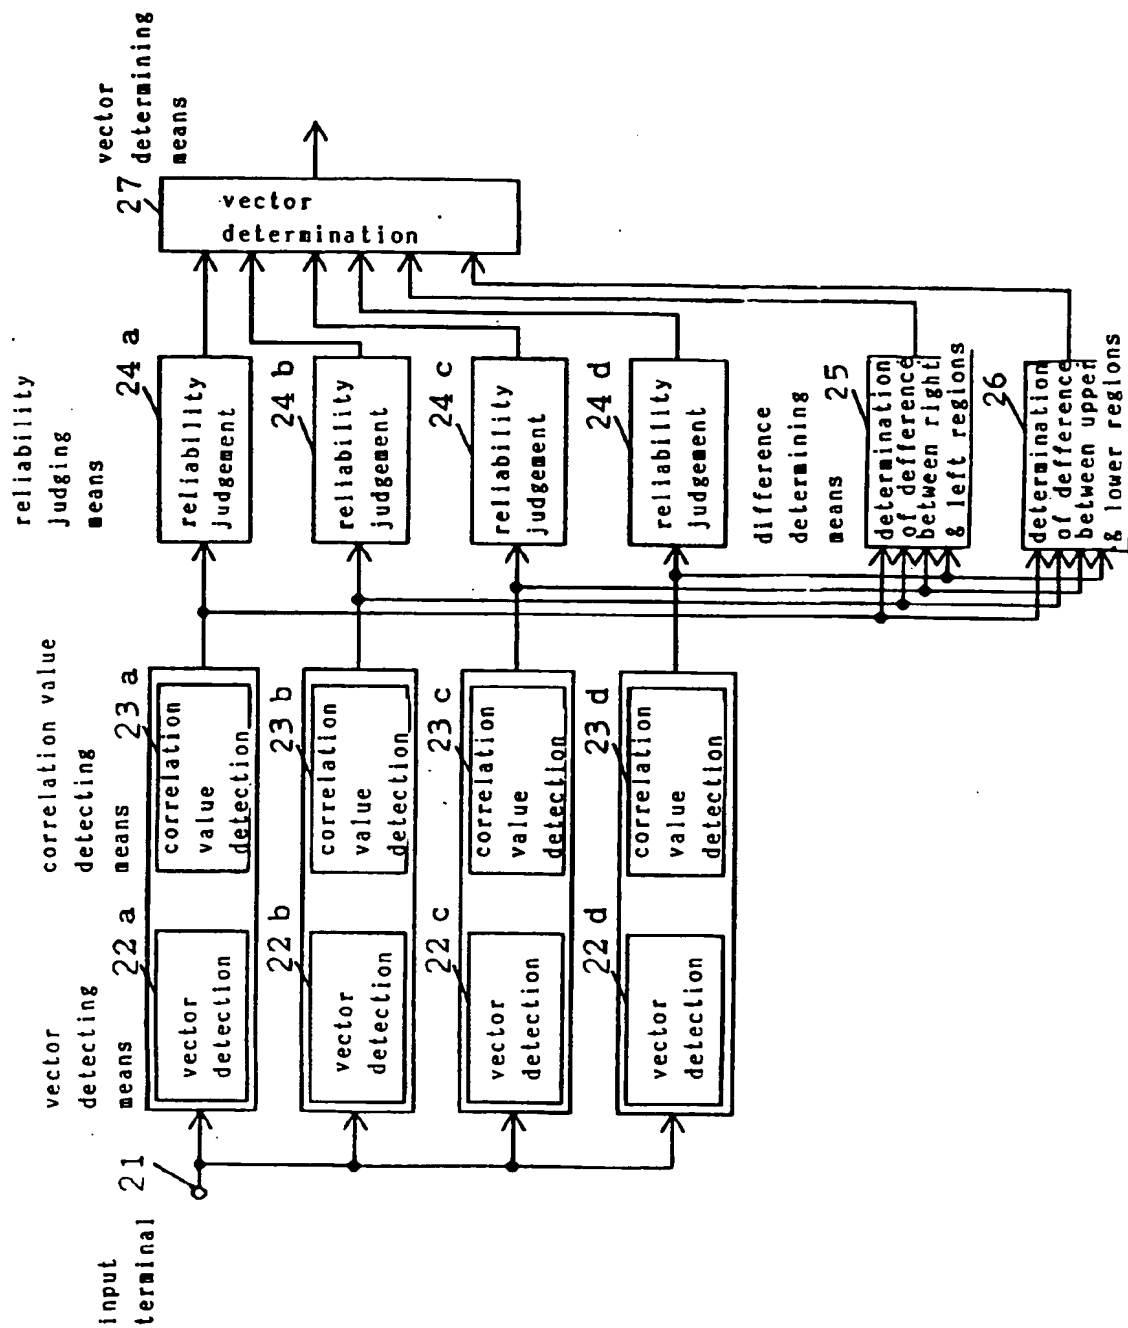 input
terminal 21
vector
detecting
means
22 a
vector
detection
22 b
vector
detection
22 c
vector
detection
22 d
vector
detection
correlation value
detecting
means
23 a
correlation
value
detection
23 b
correlation
value
detection
23 c
correlation
value
detection
23 d
correlation
value
detection
reliability
judging
means
24 a
reliability
judgement
24 b
reliability
judgement
24 c
reliability
judgement
24 d
reliability
judgement
difference
determining
means
25
determination
of defference
between right
& left regions
26
determination
of defference
between upper
& lower regions
vector
determining
means
27
vector
determination